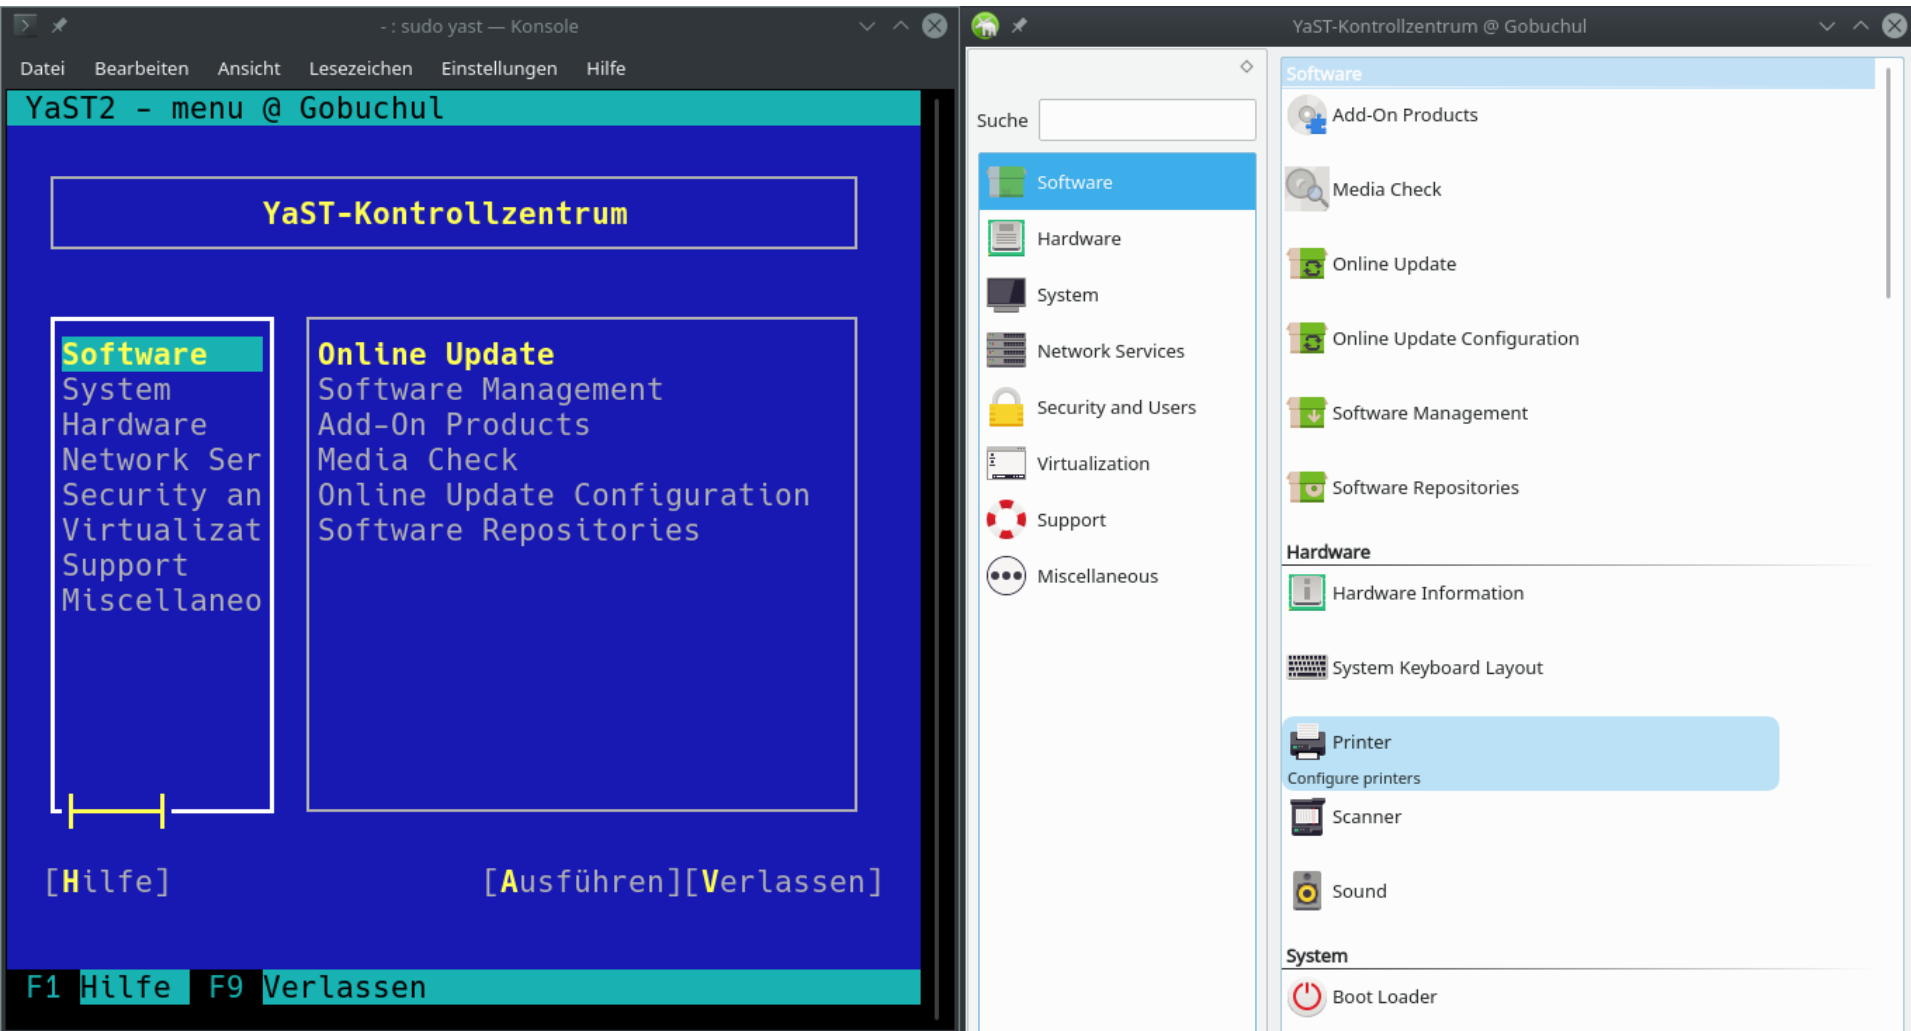 - : sudo yast — Konsole
Datei Bearbeiten Ansicht Lesezeichen Einstellungen Hilfe
YaST2 - menu @ Gobuchul
YaST-Kontrollzentrum
Software
System
Hardware
Network Ser
Security an
Virtualizat
Support
Miscellaneo
Online Update
Software Management
Add-On Products
Media Check
Online Update Configuration
Software Repositories
[Hilfe] [Ausführen][Verlassen]
F1 Hilfe F9 Verlassen
YaST-Kontrollzentrum @ Gobuchul
Suche
Software
Hardware
System
Network Services
Security and Users
Virtualization
Support
Miscellaneous
Software
Add-On Products
Media Check
Online Update
Online Update Configuration
Software Management
Software Repositories
Hardware
Hardware Information
System Keyboard Layout
Printer
Configure printers
Scanner
Sound
System
Boot Loader